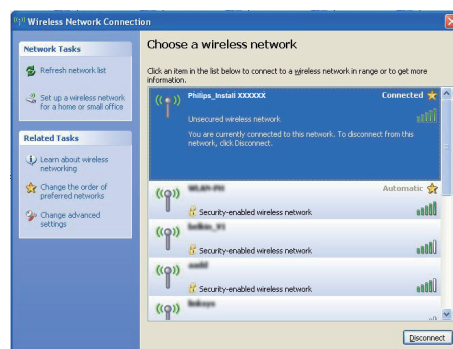 Wireless Network Connection
Network Tasks
Refresh network list
Set up a wireless network
for a home or small office
Related Tasks
Learn about wireless
networking
Change the order of
preferred networks
Change advanced
settings
Choose a wireless network
Click an item in the list below to connect to a wireless network in range or to get more
information.
Philips_Install XXXXXX
Connected
Unsecured wireless network
You are currently connected to this network. To disconnect from this
network, click Disconnect.
Automatic
Security-enabled wireless network
Security-enabled wireless network
Security-enabled wireless network
Disconnect